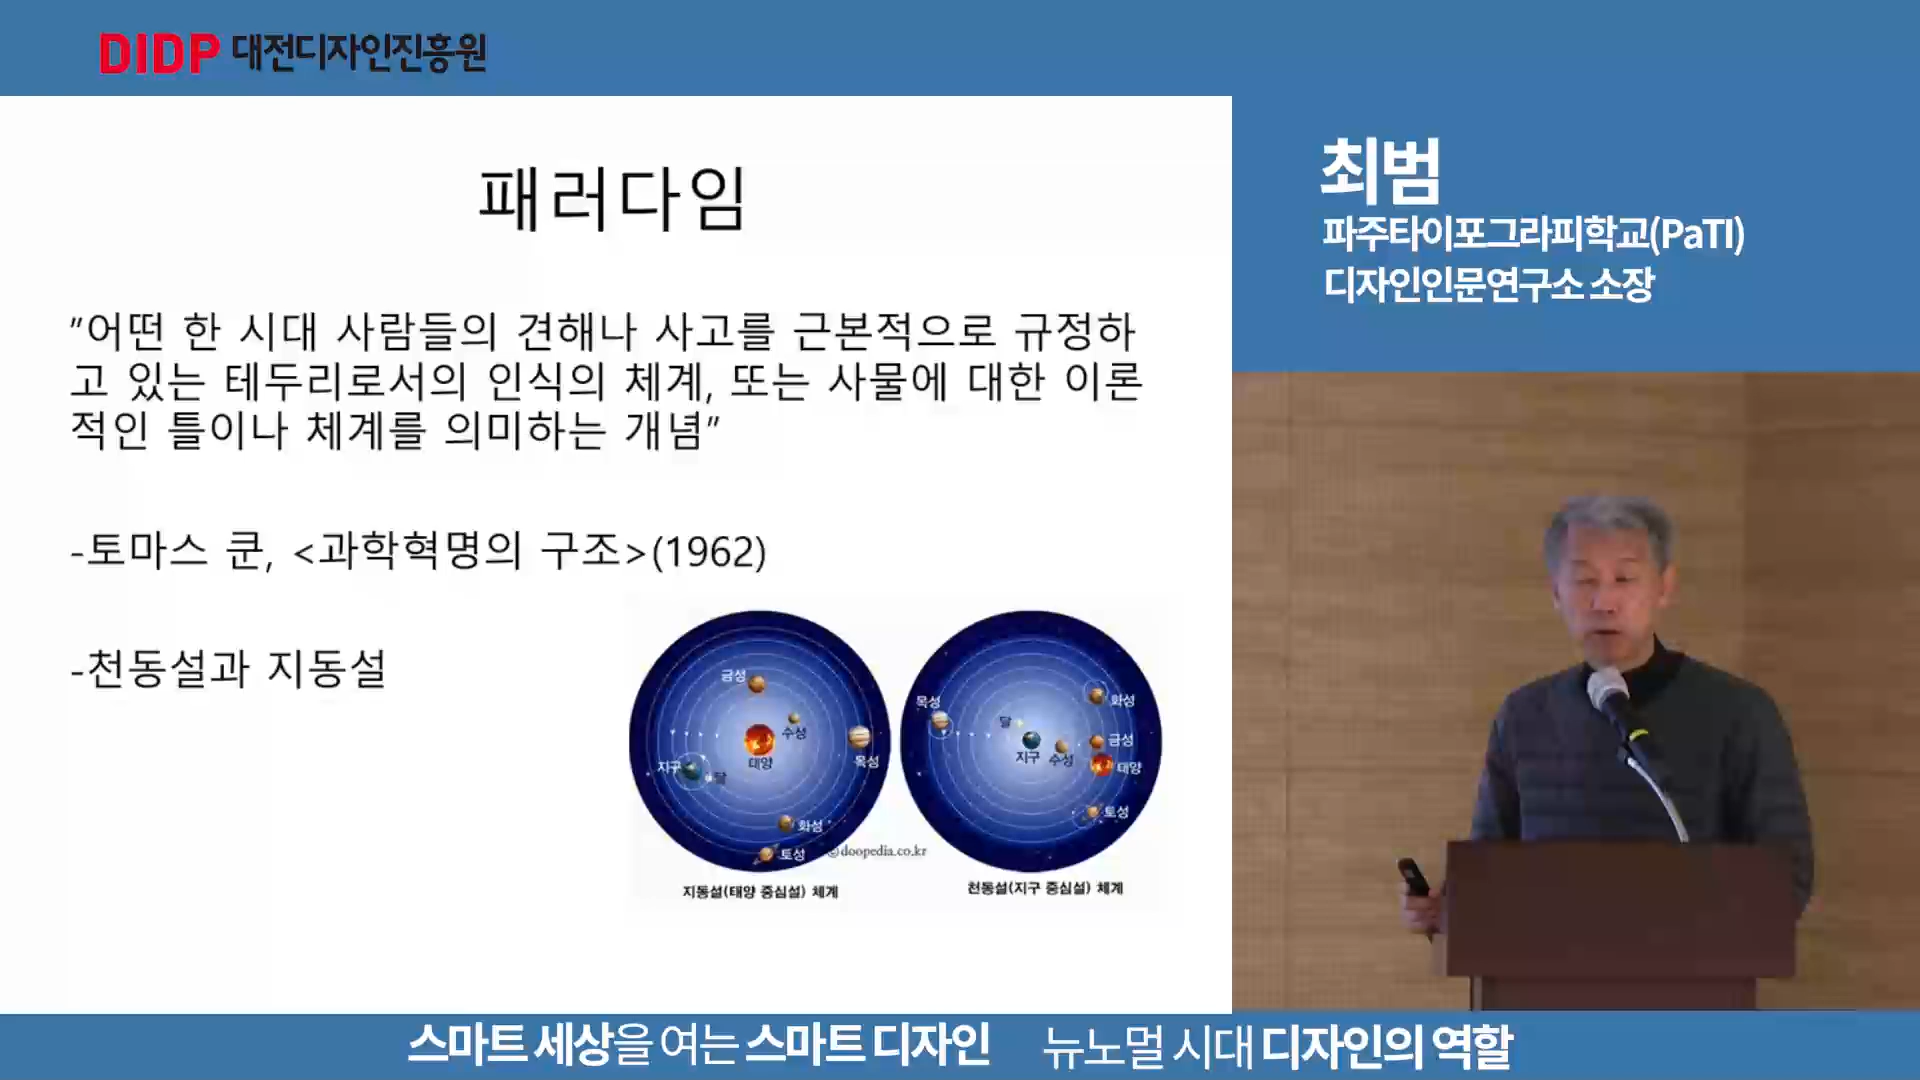 DIDP 대전디자인진흥원
최범
파주타이포그라피학교(PaTI)
디자인인문연구소 소장
패러다임
"어떤 한 시대 사람들의 견해나 사고를 근본적으로 규정하
고 있는 테두리로서의 인식의 체계, 또는 사물에 대한 이론
적인 틀이나 체계를 의미하는 개념"
-토마스 쿤, <과학혁명의 구조>(1962)
-천동설과 지동설
금성
수성
태양
목성
지구
달
화성
토성
지동설(태양 중심설) 체계
목성
화성
달
지구
수성
금성
태양
토성
천동설(지구 중심설) 체계
©doopedia.co.kr
스마트 세상을 여는 스마트 디자인 뉴노멀 시대 디자인의 역할